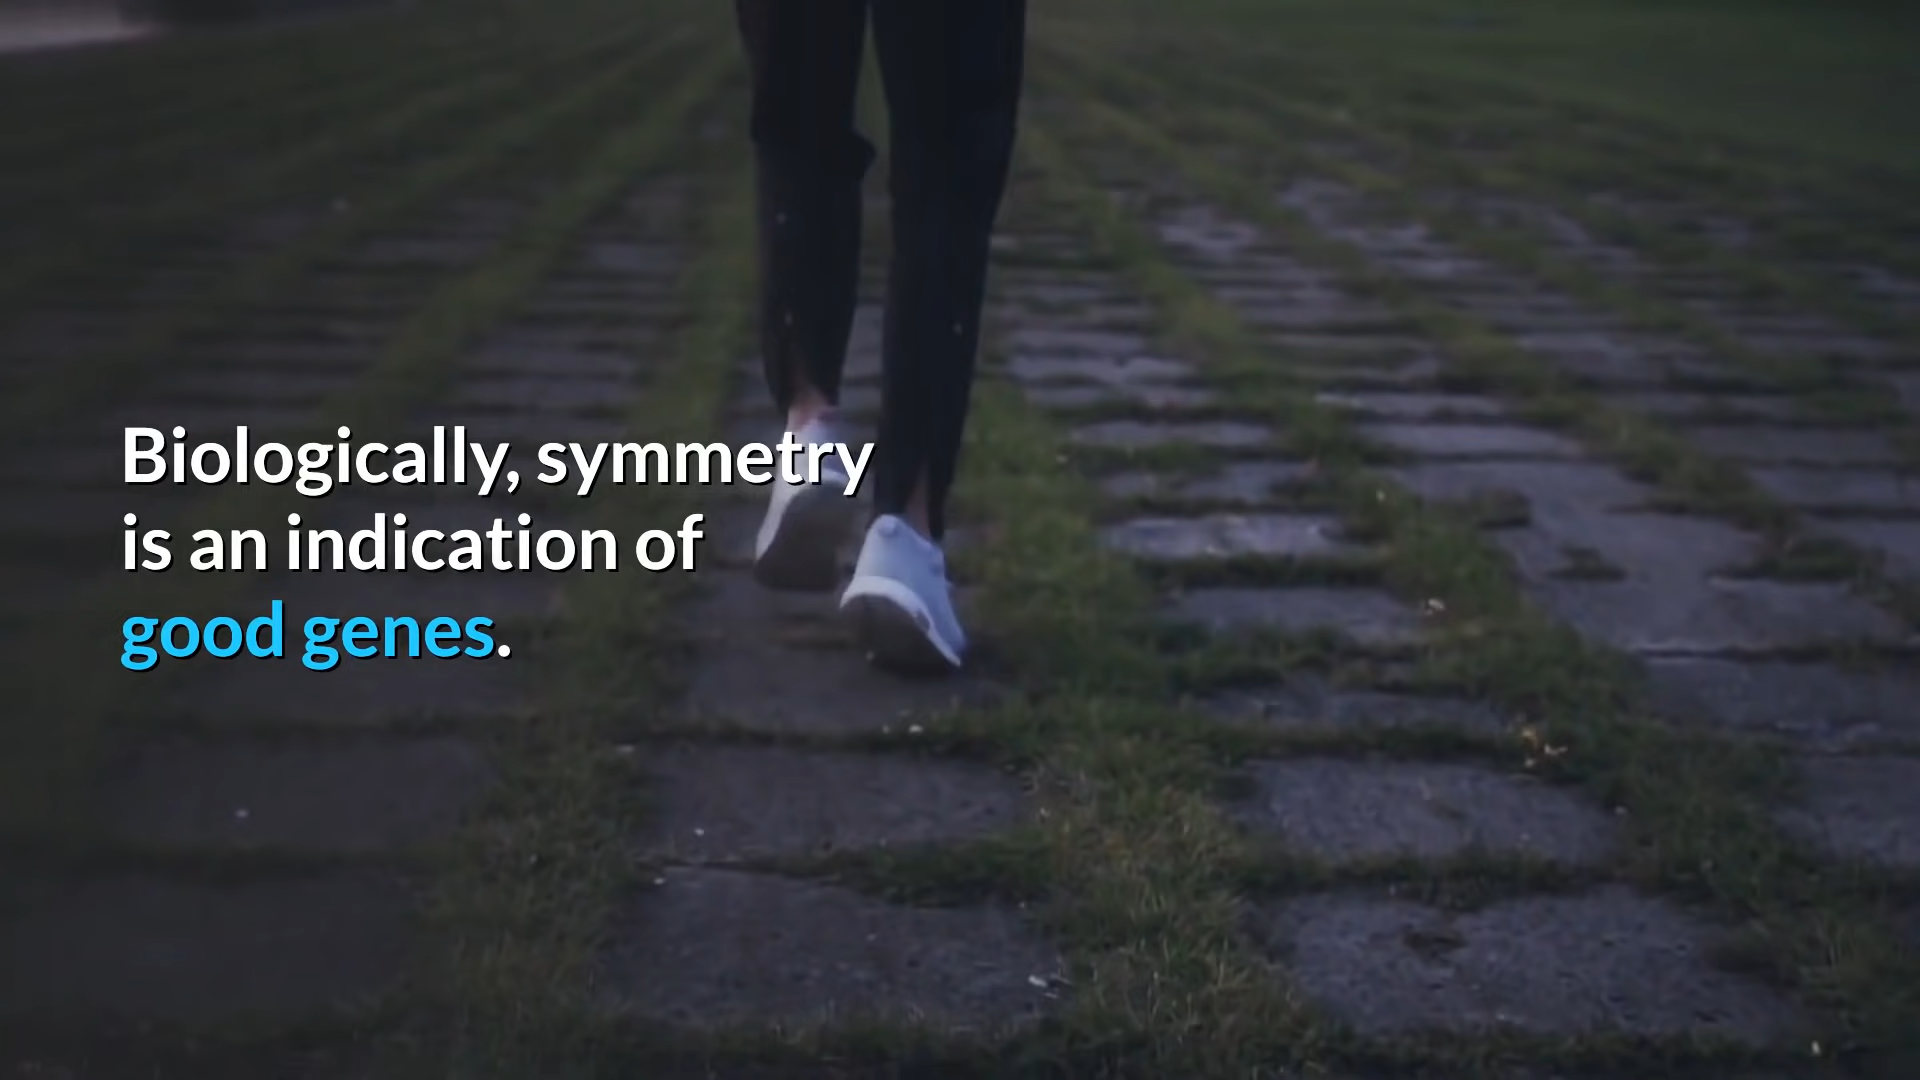 Biologically, symmetry
is an indication of
good genes.